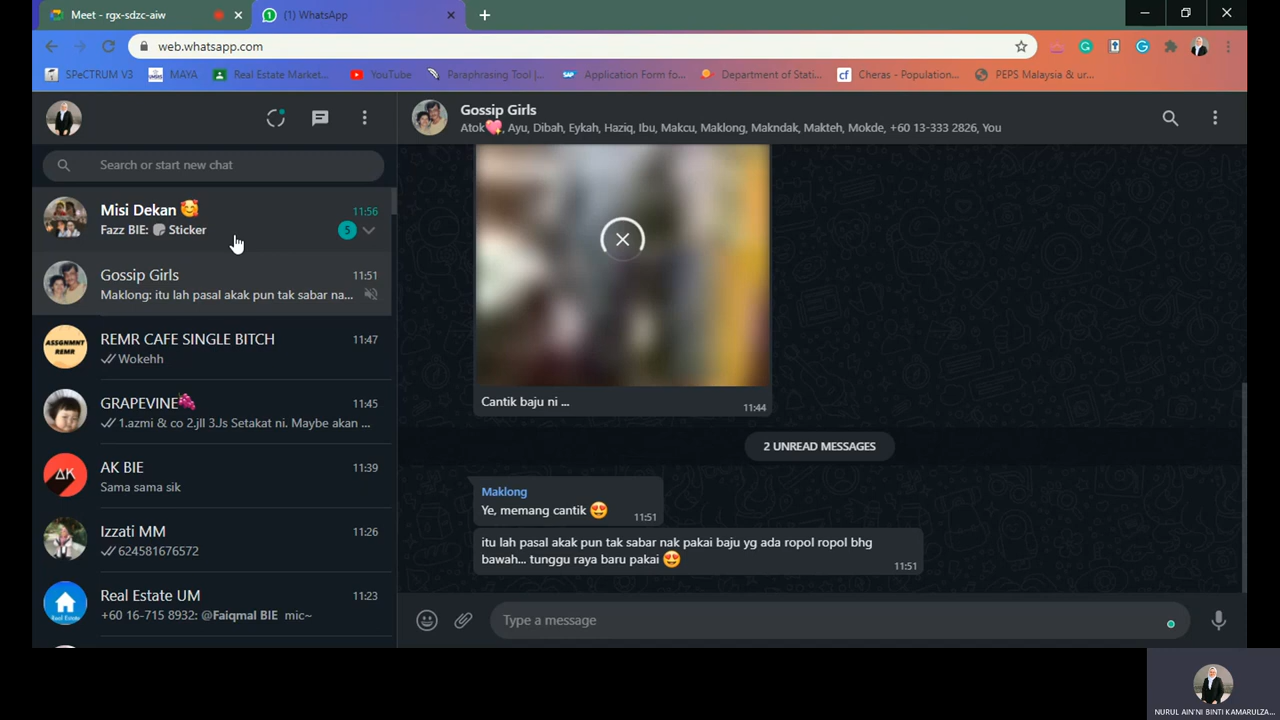 Meet - rgx-sdzc-aiw
(1) WhatsApp
web.whatsapp.com
SPeCTRUM V3
MAYA
Real Estate Market...
YouTube
Paraphrasing Tool |...
Application Form fo...
Department of Stati...
Cheras - Population...
PEPS Malaysia & ur...
Gossip Girls
Atok💖, Ayu, Dibah, Eykah, Haziq, Ibu, Makcu, Maklong, Makndak, Makteh, Mokde, +60 13-333 2826, You
Search or start new chat
Misi Dekan 🥰 11:56
Fazz BIE: Sticker 5
Gossip Girls 11:51
Maklong: itu lah pasal akak pun tak sabar na...
REMR CAFE SINGLE BITCH 11:47
Wokehh
GRAPEVINE🍇 11:45
1.azmi & co 2.jll 3.Js Setakat ni. Maybe akan ...
AK BIE 11:39
Sama sama sik
Izzati MM 11:26
624581676572
Real Estate UM 11:23
+60 16-715 8932: @Faiqmal BIE mic~
ASSGNMNT
REMR
AK
Real Estate
Cantik baju ni ...
11:44
2 UNREAD MESSAGES
Maklong
Ye, memang cantik 😍
11:51
itu lah pasal akak pun tak sabar nak pakai baju yg ada ropol ropol bhg
bawah... tunggu raya baru pakai 😍
11:51
Type a message
NURUL AIN'NI BINTI KAMARULZA...